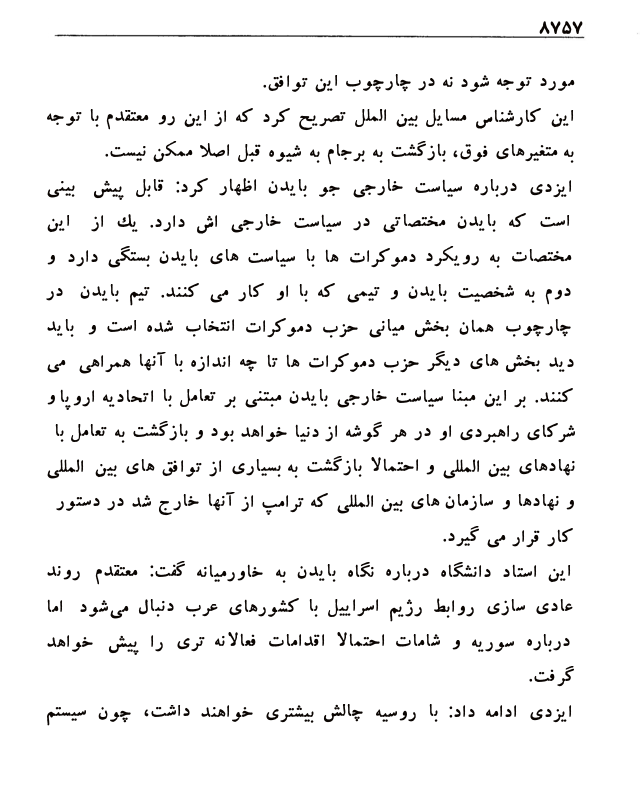 ۸۷۵۷
مورد توجه شود نه در چارچوب این توافق.
این کارشناس مسایل بین الملل تصریح کرد که از این رو معتقدم با توجه
به متغیرهای فوق، بازگشت به برجام به شیوه قبل اصلا ممکن نیست.
ایزدی درباره سیاست خارجی جو بایدن اظهار کرد: قابل پیش بینی
است که بایدن مختصاتی در سیاست خارجی اش دارد. یك از این
مختصات به رویکرد دموکرات ها با سیاست های بایدن بستگی دارد و
دوم به شخصیت بایدن و تیمی که با او کار می کنند. تیم بایدن در
چارچوب همان بخش میانی حزب دموکرات انتخاب شده است و باید
دید بخش های دیگر حزب دموکرات ها تا چه اندازه با آنها همراهی می
کنند. بر این مبنا سیاست خارجی بایدن مبتنی بر تعامل با اتحادیه اروپا و
شرکای راهبردی او در هر گوشه از دنیا خواهد بود و بازگشت به تعامل با
نهادهای بین المللی و احتمالا بازگشت به بسیاری از توافق های بین المللی
و نهادها و سازمان های بین المللی که ترامپ از آنها خارج شد در دستور
کار قرار می گیرد.
این استاد دانشگاه درباره نگاه بایدن به خاورمیانه گفت: معتقدم روند
عادی سازی روابط رژیم اسراییل با کشورهای عرب دنبال می‌شود اما
درباره سوریه و شامات احتمالا اقدامات فعالانه تری را پیش خواهد
گرفت.
ایزدی ادامه داد: با روسیه چالش بیشتری خواهند داشت، چون سیستم